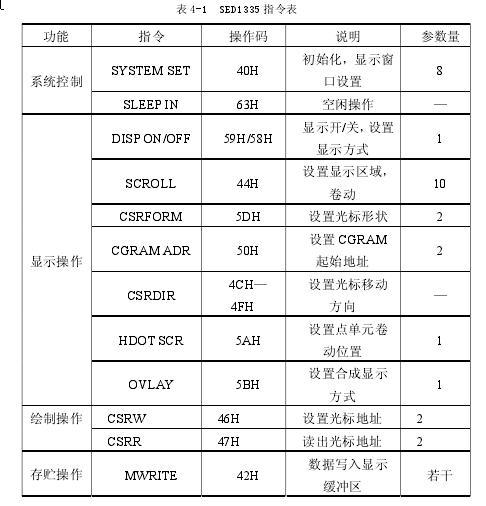 表 4-1 SED1335 指令表
功能 指令 操作码 说明 参数量
系统控制 SYSTEM SET 40H 初始化，显示窗 8
口设置
SLEEP IN 63H 空闲操作 —
显示操作 DISP ON/OFF 59H/58H 显示开/关，设置 1
显示方式
SCROLL 44H 设置显示区域， 10
卷动
CSRFORM 5DH 设置光标形状 2
CGRAM ADR 50H 设置 CGRAM 2
起始地址
CSRDIR 4CH— 设置光标移动 —
4FH 方向
HDOT SCR 5AH 设置点单元卷 1
动位置
OVLAY 5BH 设置合成显示 1
方式
绘制操作 CSRW 46H 设置光标地址 2
CSRR 47H 读出光标地址 2
存贮操作 MWRITE 42H 数据写入显示 若干
缓冲区